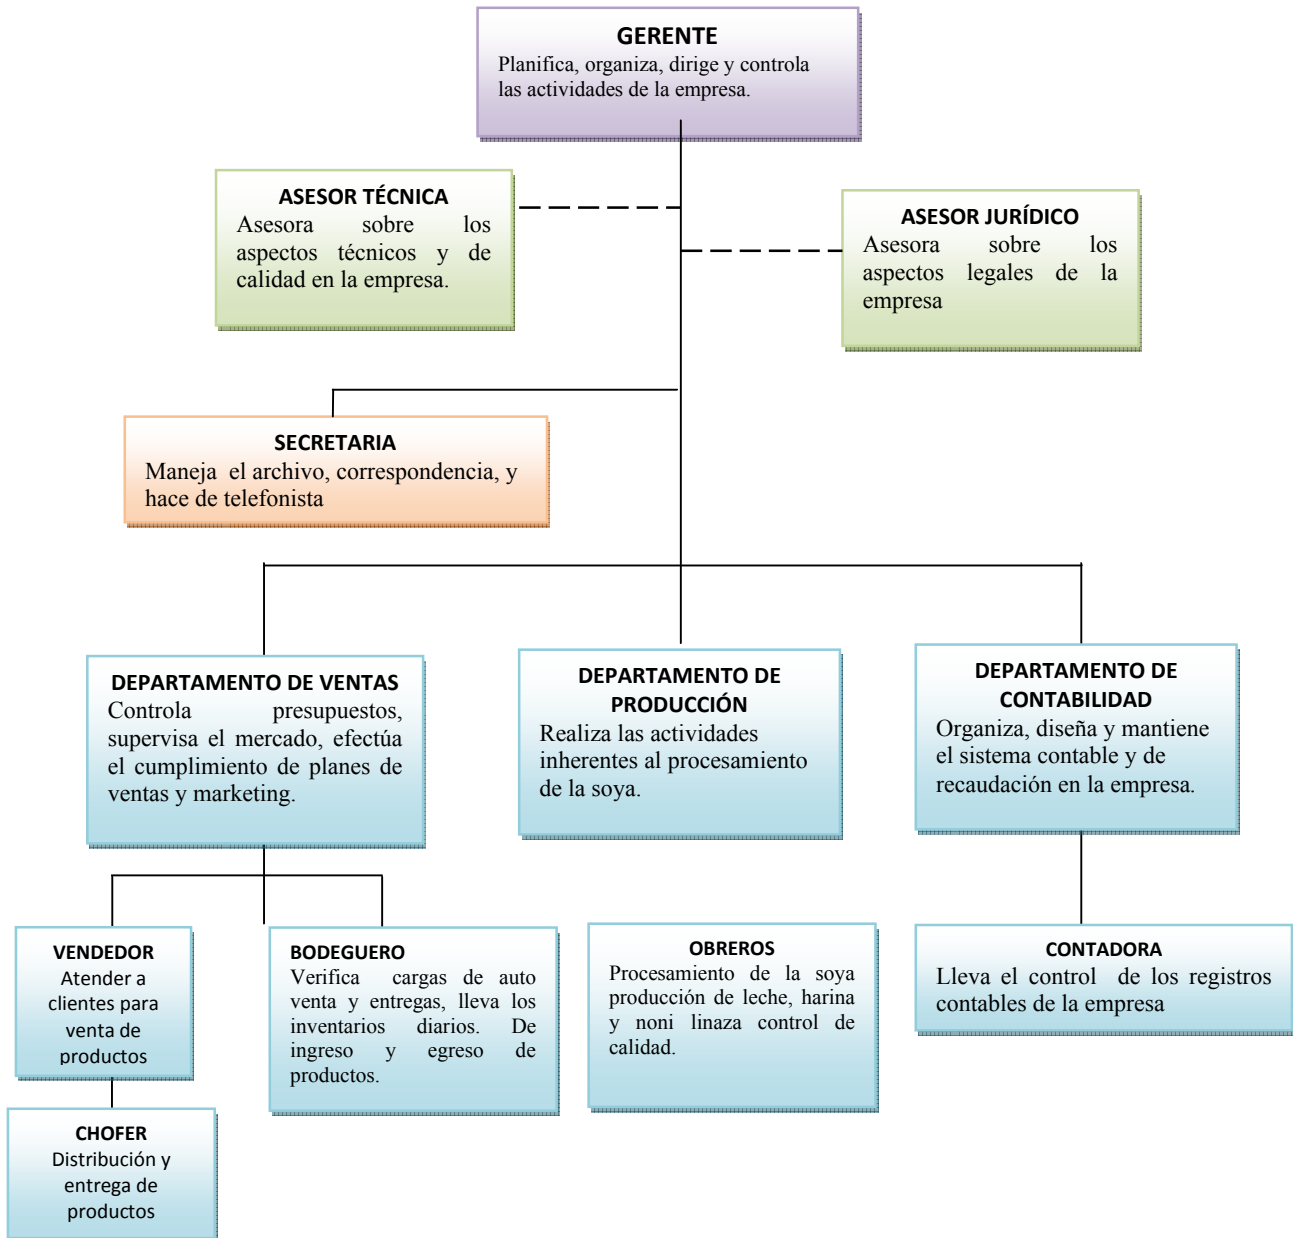 GERENTE
Planifica, organiza, dirige y controla
las actividades de la empresa.
ASESOR TÉCNICA
Asesora sobre los
aspectos técnicos y de
calidad en la empresa.
ASESOR JURÍDICO
Asesora sobre los
aspectos legales de la
empresa
SECRETARIA
Maneja el archivo, correspondencia, y
hace de telefonista
DEPARTAMENTO DE VENTAS
Controla presupuestos,
supervisa el mercado, efectúa
el cumplimiento de planes de
ventas y marketing.
DEPARTAMENTO DE
PRODUCCIÓN
Realiza las actividades
inherentes al procesamiento
de la soya.
DEPARTAMENTO DE
CONTABILIDAD
Organiza, diseña y mantiene
el sistema contable y de
recaudación en la empresa.
VENDEDOR
Atender a
clientes para
venta de
productos
BODEGUERO
Verifica cargas de auto
venta y entregas, lleva los
inventarios diarios. De
ingreso y egreso de
productos.
OBREROS
Procesamiento de la soya
producción de leche, harina
y noni linaza control de
calidad.
CONTADORA
Lleva el control de los registros
contables de la empresa
CHOFER
Distribución y
entrega de
productos